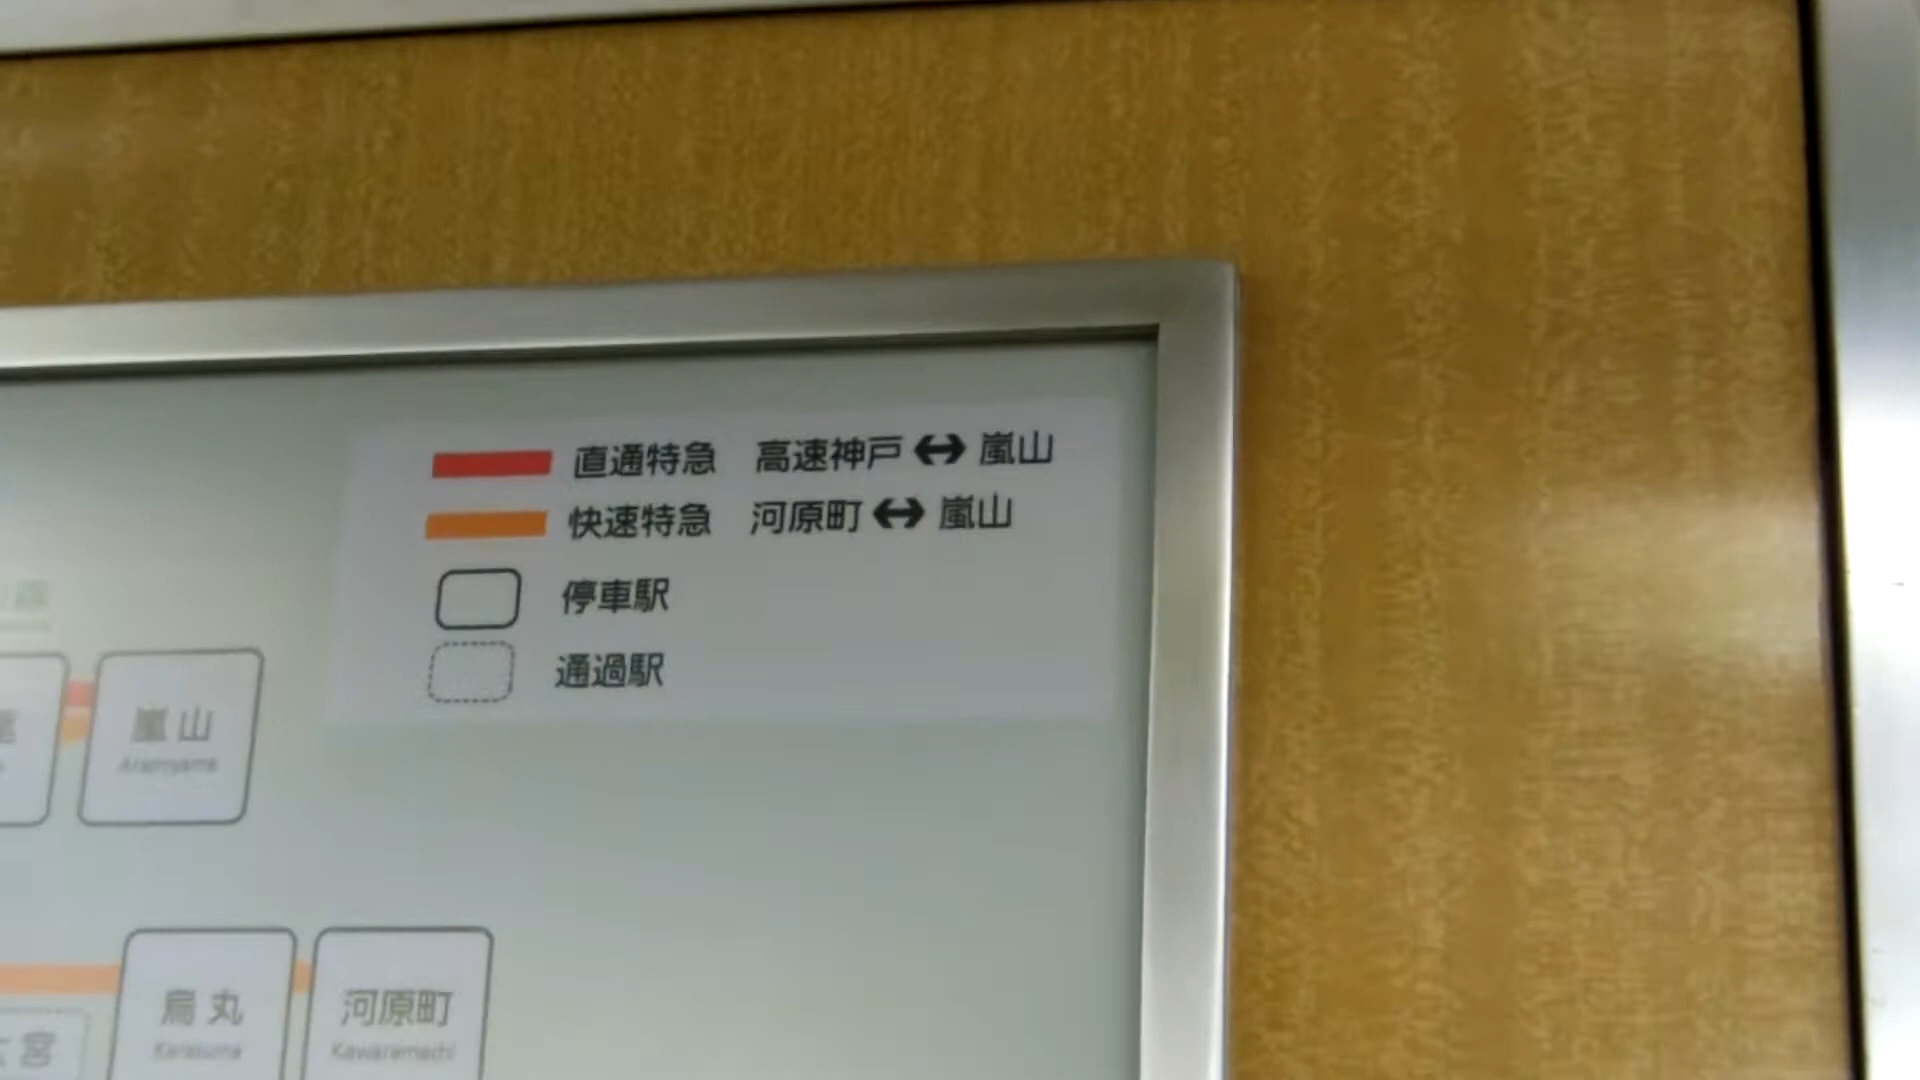 直通特急 高速神戸 ↔ 嵐山
快速特急 河原町 ↔ 嵐山
停車駅
通過駅
嵐山
Arashiyama
烏丸
河原町
Karasuma
Kawaramachi
宮